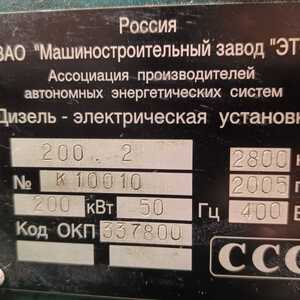 Россия
ЗАО "Машиностроительный завод "ЭТ
Ассоциация производителей
автономных энергетических систем
Дизель - электрическая установк
200 . 2 2800 К
№ К10010 2005
200 кВт 50 Гц 400 В
Код ОКП 337800 ССС